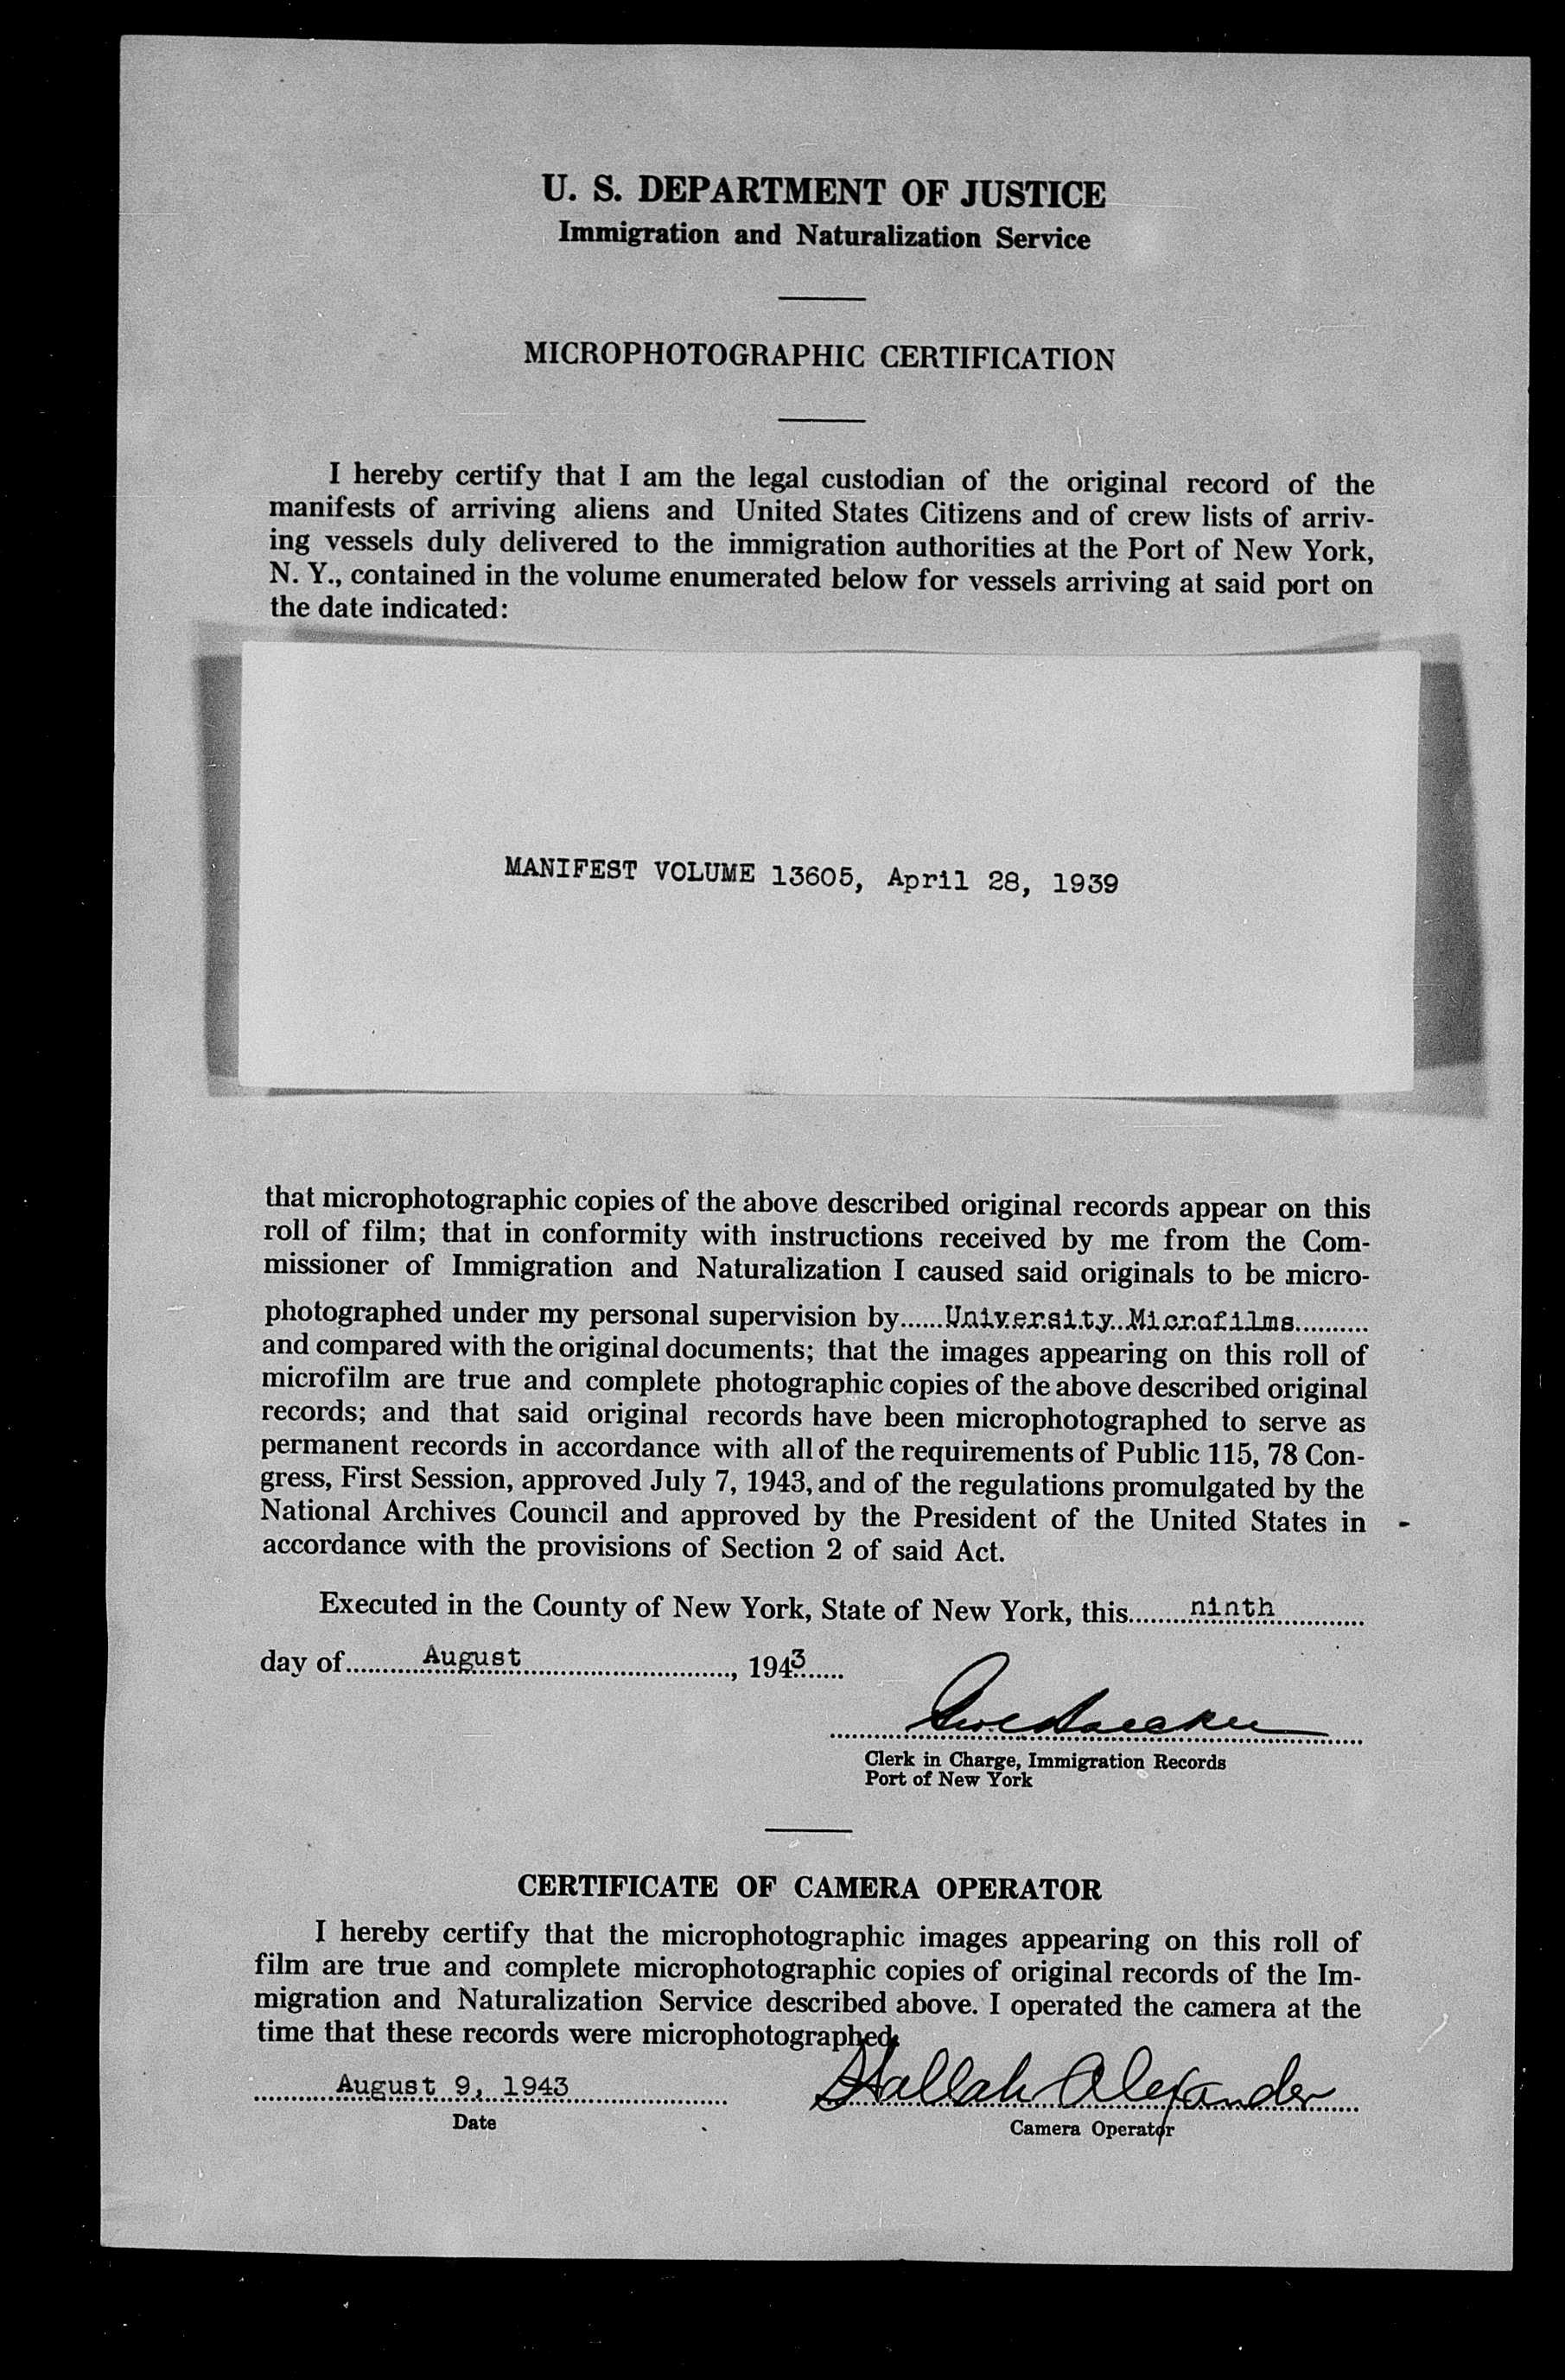 U. S. DEPARTMENT OF JUSTICE
Immigration and Naturalization Service
MICROPHOTOGRAPHIC CERTIFICATION
I hereby certify that I am the legal custodian of the original record of the
manifests of arriving aliens and United States Citizens and of crew lists of arriv-
ing vessels duly delivered to the immigration authorities at the Port of New York,
N. Y., contained in the volume enumerated below for vessels arriving at said port on
the date indicated:
MANIFEST VOLUME 13605, April 28, 1939
that microphotographic copies of the above described original records appear on this
roll of film; that in conformity with instructions received by me from the Com-
missioner of Immigration and Naturalization I caused said originals to be micro-
photographed under my personal supervision by......University Microfilms..........
and compared with the original documents; that the images appearing on this roll of
microfilm are true and complete photographic copies of the above described original
records; and that said original records have been microphotographed to serve as
permanent records in accordance with all of the requirements of Public 115, 78 Con-
gress, First Session, approved July 7, 1943, and of the regulations promulgated by the
National Archives Council and approved by the President of the United States in
accordance with the provisions of Section 2 of said Act.
Executed in the County of New York, State of New York, this........ninth............
day of............August............................, 1943......
Clerk in Charge, Immigration Records
Port of New York
CERTIFICATE OF CAMERA OPERATOR
I hereby certify that the microphotographic images appearing on this roll of
film are true and complete microphotographic copies of original records of the Im-
migration and Naturalization Service described above. I operated the camera at the
time that these records were microphotographed.
August 9, 1943 Alexander
Date Camera Operator